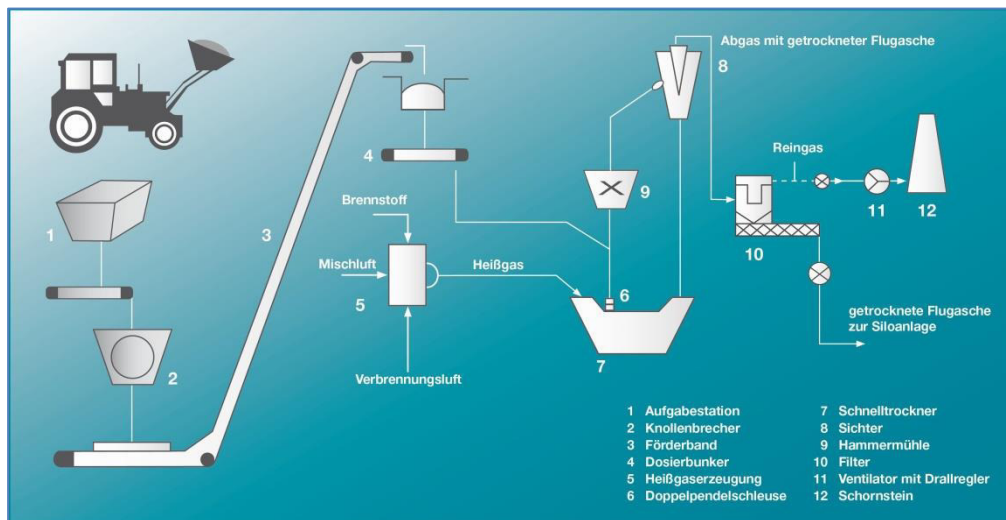 Abgas mit getrockneter Flugasche
8
4
Reingas
9
Brennstoff
1
3
11
12
10
Mischluft
Heißgas
5
6
getrocknete Flugasche
zur Siloanlage
7
2
Verbrennungsluft
1 Aufgabestation
2 Knollenbrecher
3 Förderband
4 Dosierbunker
5 Heißgaserzeugung
6 Doppelpendelschleuse
7 Schnelltrockner
8 Sichter
9 Hammermühle
10 Filter
11 Ventilator mit Drallregler
12 Schornstein